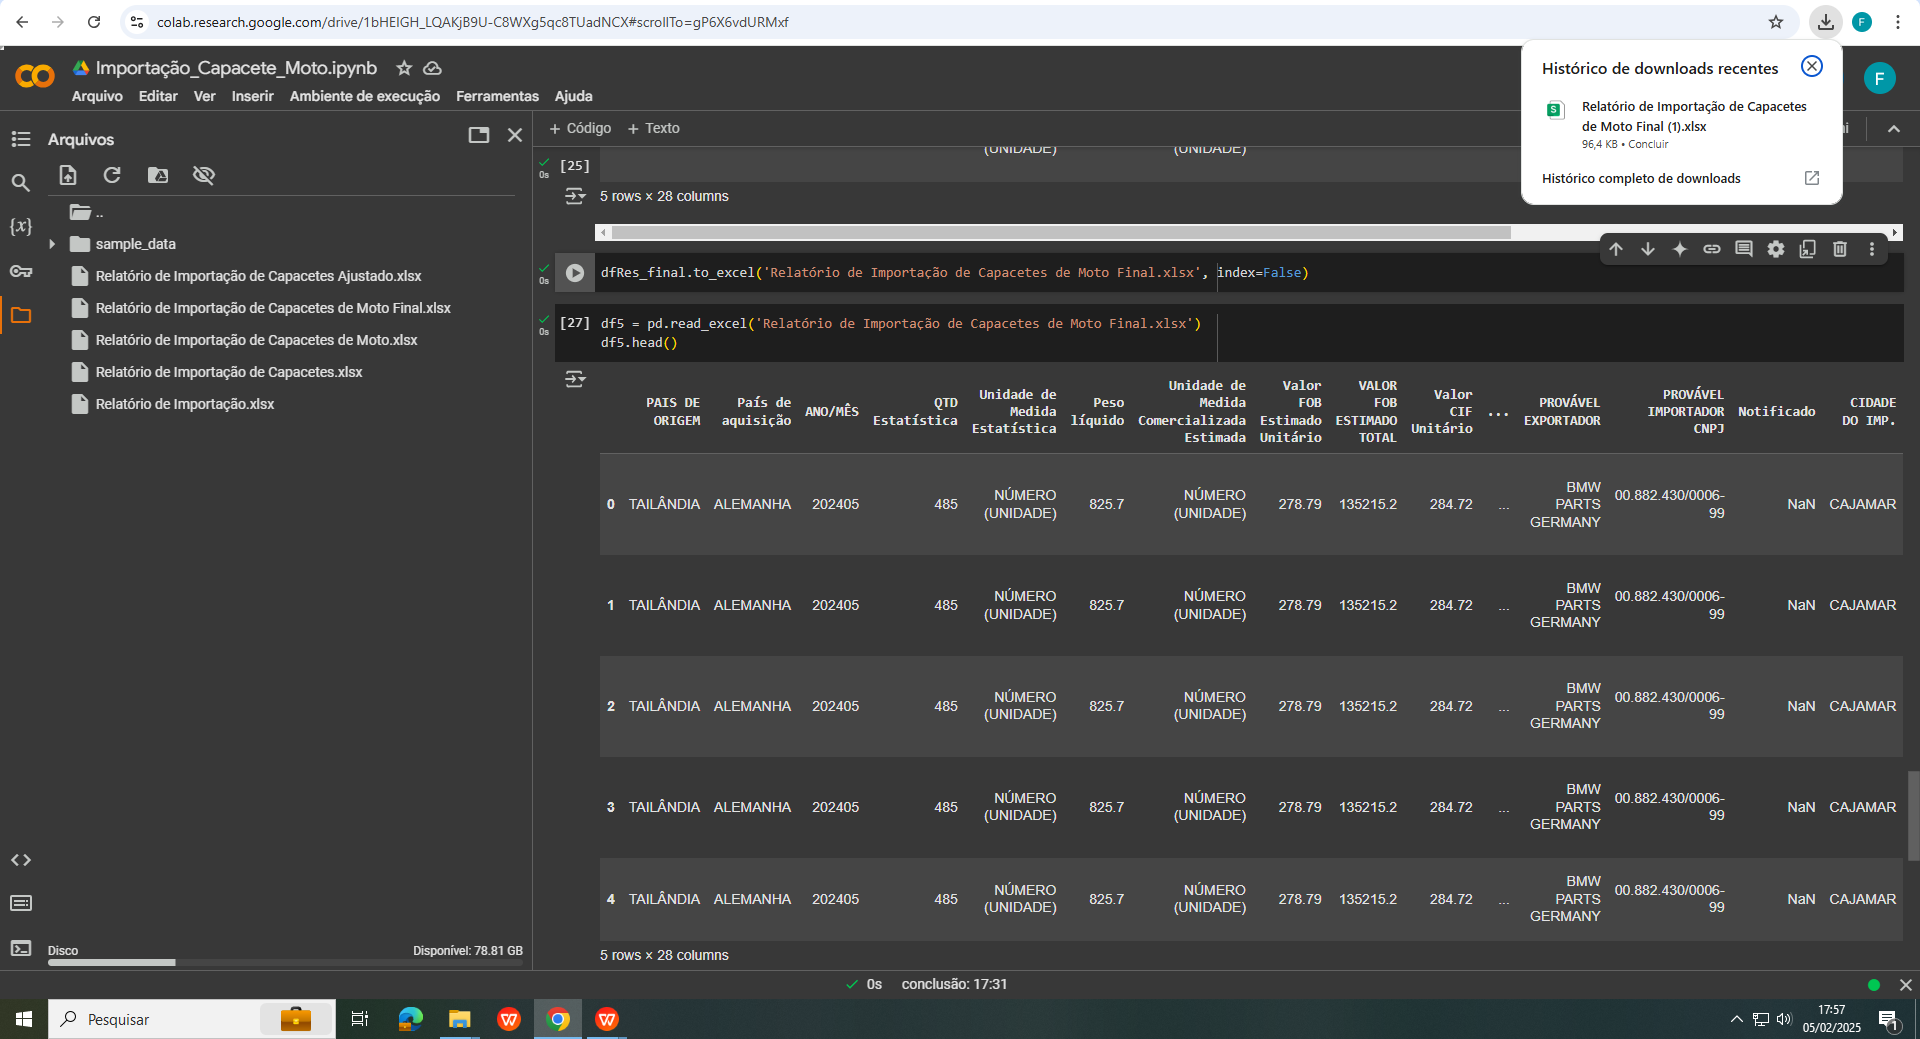 colab.research.google.com/drive/1bHEIGH_LQAKjB9U-C8WXg5qc8TUadNCX#scrollTo=gP6X6vdURMxf
F
Importação_Capacete_Moto.ipynb
Arquivo Editar Ver Inserir Ambiente de execução Ferramentas Ajuda
Histórico de downloads recentes
Relatório de Importação de Capacetes
de Moto Final (1).xlsx
96,4 KB • Concluir
Histórico completo de downloads
F
Arquivos
..
sample_data
Relatório de Importação de Capacetes Ajustado.xlsx
Relatório de Importação de Capacetes de Moto Final.xlsx
Relatório de Importação de Capacetes de Moto.xlsx
Relatório de Importação de Capacetes.xlsx
Relatório de Importação.xlsx
Disco Disponível: 78.81 GB
+ Código + Texto
(UNIDADE) (UNIDADE)
0s [25]
5 rows × 28 columns
0s dfRes_final.to_excel('Relatório de Importação de Capacetes de Moto Final.xlsx', index=False)
0s [27] df5 = pd.read_excel('Relatório de Importação de Capacetes de Moto Final.xlsx')
df5.head()
PAIS DE ORIGEM País de aquisição ANO/MÊS QTD Estatística Unidade de Medida Estatística Peso líquido Unidade de Medida Comercializada Estimada Valor FOB Estimado Unitário VALOR FOB ESTIMADO TOTAL Valor CIF Unitário ... PROVÁVEL EXPORTADOR PROVÁVEL IMPORTADOR CNPJ Notificado CIDADE DO IMP.
0 TAILÂNDIA ALEMANHA 202405 485 NÚMERO (UNIDADE) 825.7 NÚMERO (UNIDADE) 278.79 135215.2 284.72 ... BMW PARTS GERMANY 00.882.430/0006-99 NaN CAJAMAR
1 TAILÂNDIA ALEMANHA 202405 485 NÚMERO (UNIDADE) 825.7 NÚMERO (UNIDADE) 278.79 135215.2 284.72 ... BMW PARTS GERMANY 00.882.430/0006-99 NaN CAJAMAR
2 TAILÂNDIA ALEMANHA 202405 485 NÚMERO (UNIDADE) 825.7 NÚMERO (UNIDADE) 278.79 135215.2 284.72 ... BMW PARTS GERMANY 00.882.430/0006-99 NaN CAJAMAR
3 TAILÂNDIA ALEMANHA 202405 485 NÚMERO (UNIDADE) 825.7 NÚMERO (UNIDADE) 278.79 135215.2 284.72 ... BMW PARTS GERMANY 00.882.430/0006-99 NaN CAJAMAR
4 TAILÂNDIA ALEMANHA 202405 485 NÚMERO (UNIDADE) 825.7 NÚMERO (UNIDADE) 278.79 135215.2 284.72 ... BMW PARTS GERMANY 00.882.430/0006-99 NaN CAJAMAR
5 rows × 28 columns
0s conclusão: 17:31
Pesquisar
17:57
05/02/2025
1